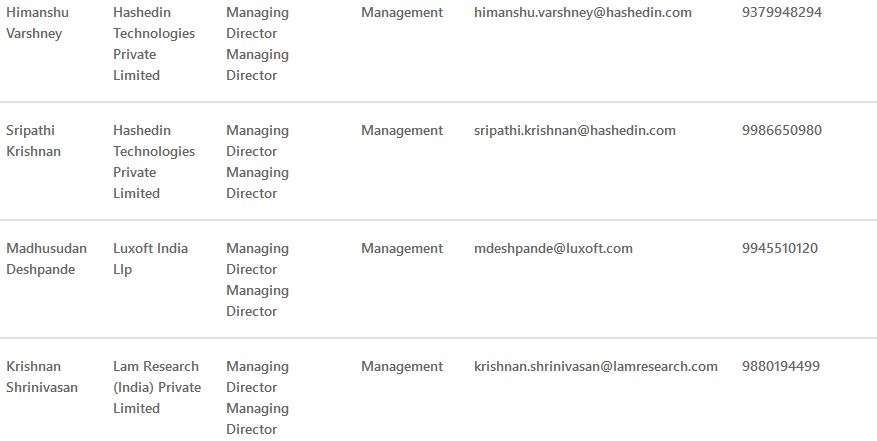 Himanshu Hashedin Managing Management himanshu.varshney@hashedin.com 9379948294
Varshney Technologies Director
Private Managing
Limited Director
Sripathi Hashedin Managing Management sripathi.krishnan@hashedin.com 9986650980
Krishnan Technologies Director
Private Managing
Limited Director
Madhusudan Luxoft India Managing Management mdeshpande@luxoft.com 9945510120
Deshpande Llp Director
Managing
Director
Krishnan Lam Research Managing Management krishnan.shrinivasan@lamresearch.com 9880194499
Shrinivasan (India) Private Director
Limited Managing
Director